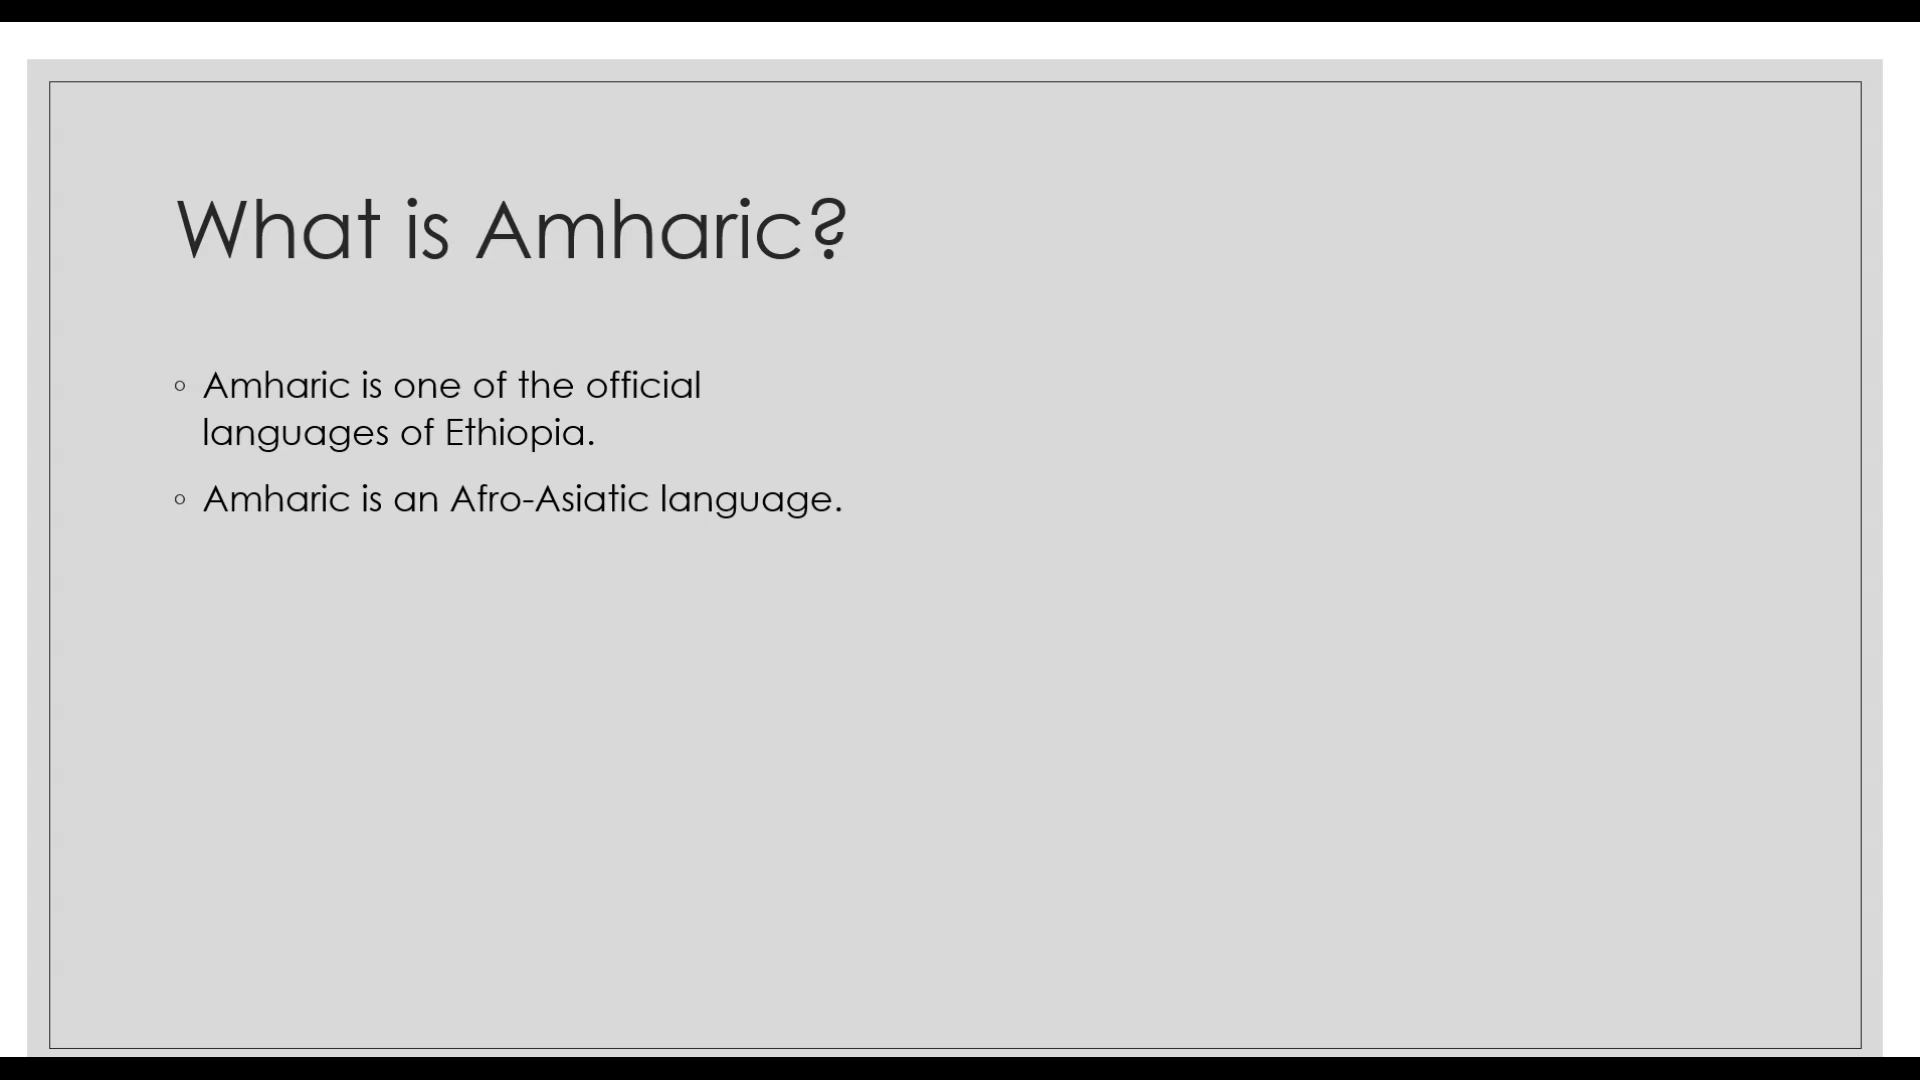 What is Amharic?
◦ Amharic is one of the official
languages of Ethiopia.
◦ Amharic is an Afro-Asiatic language.